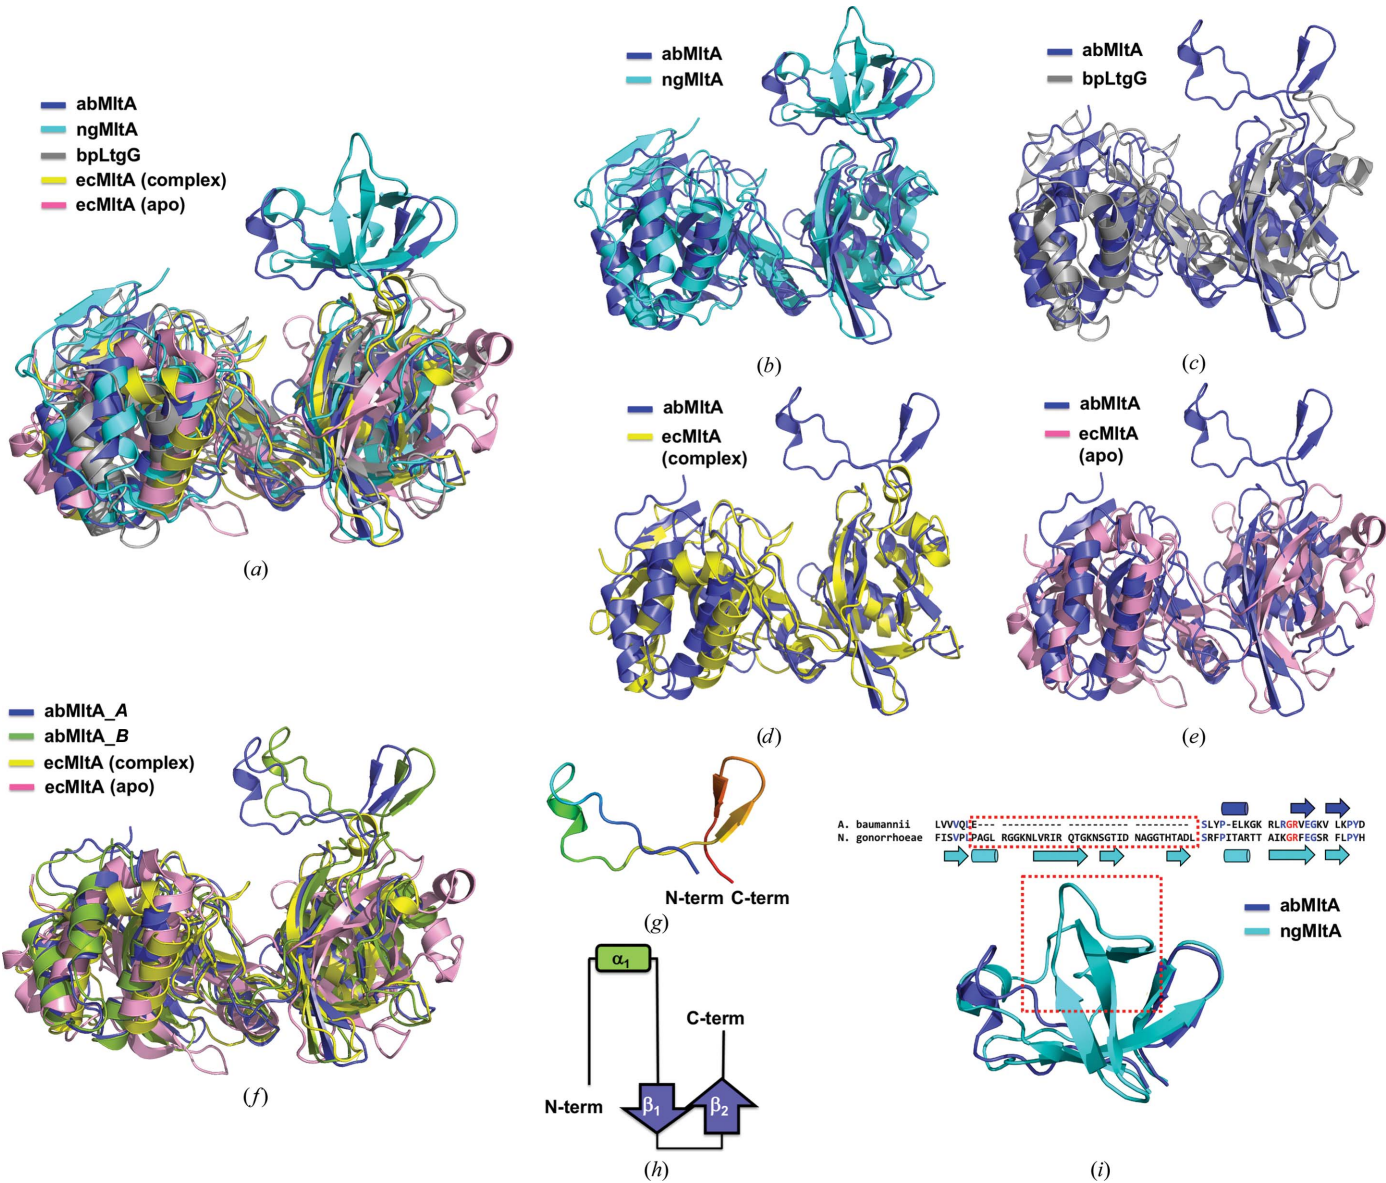 abMltA
ngMltA
bpLtgG
ecMltA (complex)
ecMltA (apo)
(a)
abMltA
ngMltA
(b)
abMltA
bpLtgG
(c)
abMltA
ecMltA
(complex)
(d)
abMltA
ecMltA
(apo)
(e)
abMltA_A
abMltA_B
ecMltA (complex)
ecMltA (apo)
(f)
N-term C-term
(g)
α1
C-term
N-term
β1 β2
(h)
A. baumannii LVVVQLE- - - - - - - - - - - - - - - - - - - - - - - - - - - - SLYP-ELKGK RLRGRVEGKV LKPYD
N. gonorrhoeae FISVPLPAGL RGGKNLVRIR QTGKNSGTID NAGGTHTADL SRFPITARTT AIKGRFEGSR FLPYH
abMltA
ngMltA
(i)